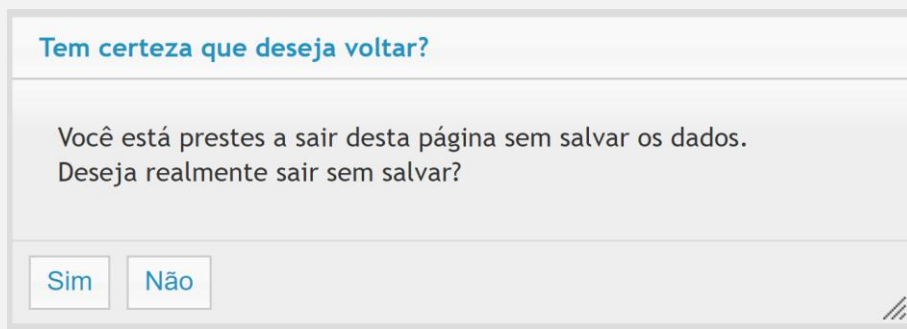 Tem certeza que deseja voltar?
Você está prestes a sair desta página sem salvar os dados.
Deseja realmente sair sem salvar?
Sim Não